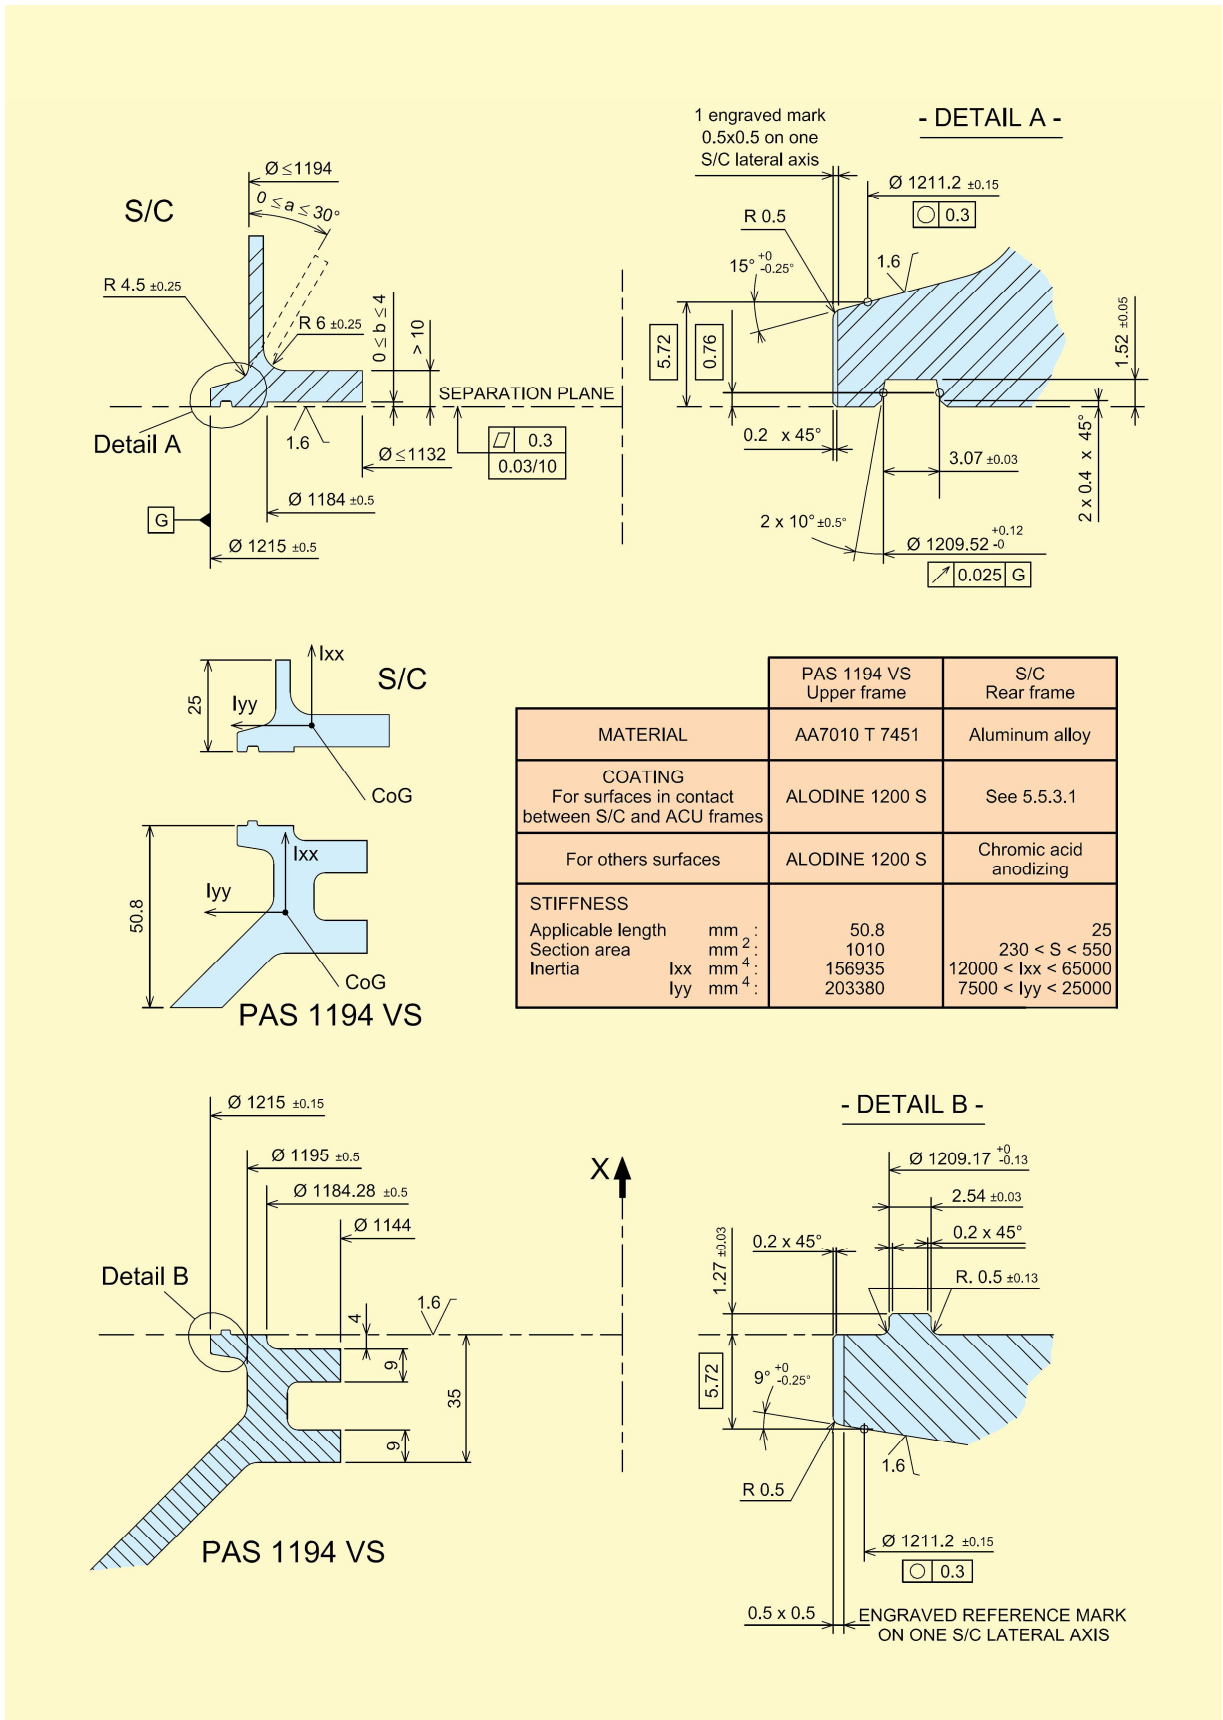 1 engraved mark
0.5x0.5 on one
S/C lateral axis
- DETAIL A -
Ø ≤1194
0 ≤ a ≤ 30°
S/C
R 4.5 ±0.25
R 6 ±0.25
0 ≤ b ≤ 4
> 10
SEPARATION PLANE
Detail A
1.6
0.3
0.03/10
Ø ≤1132
Ø 1184 ±0.5
G
Ø 1215 ±0.5
Ø 1211.2 ±0.15
0.3
R 0.5
15° +0 -0.25°
1.6
5.72
0.76
1.52 ±0.05
0.2 x 45°
3.07 ±0.03
2 x 0.4 x 45°
2 x 10° ±0.5°
Ø 1209.52 +0.12 -0
0.025 G
Ixx
S/C
25
Iyy
CoG
Ixx
Iyy
50.8
CoG
PAS 1194 VS
PAS 1194 VS
Upper frame
S/C
Rear frame
MATERIAL
AA7010 T 7451
Aluminum alloy
COATING
For surfaces in contact
between S/C and ACU frames
ALODINE 1200 S
See 5.5.3.1
For others surfaces
ALODINE 1200 S
Chromic acid
anodizing
STIFFNESS
Applicable length mm : 50.8 25
Section area mm 2 : 1010 230 < S < 550
Inertia Ixx mm 4 : 156935 12000 < Ixx < 65000
Iyy mm 4 : 203380 7500 < Iyy < 25000
Ø 1215 ±0.15
Ø 1195 ±0.5
Ø 1184.28 ±0.5
Ø 1144
Detail B
1.6
4
9
35
9
X
PAS 1194 VS
- DETAIL B -
Ø 1209.17 +0 -0.13
2.54 ±0.03
0.2 x 45°
0.2 x 45°
1.27 ±0.03
R. 0.5 ±0.13
5.72
9° +0 -0.25°
1.6
R 0.5
Ø 1211.2 ±0.15
0.3
0.5 x 0.5
ENGRAVED REFERENCE MARK
ON ONE S/C LATERAL AXIS